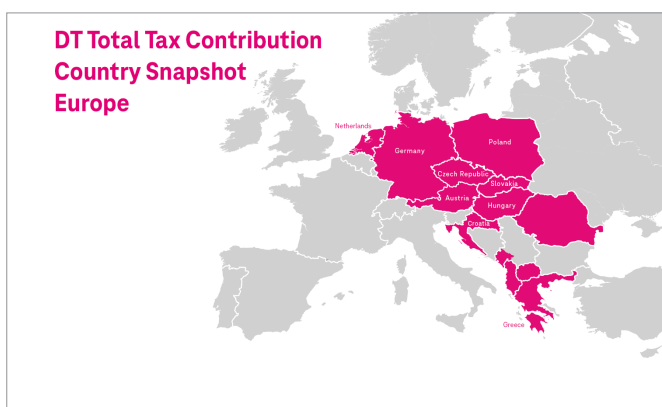 DT Total Tax Contribution
Country Snapshot
Europe
Netherlands
Germany
Poland
Czech Republic
Slovakia
Austria
Hungary
Croatia
Greece